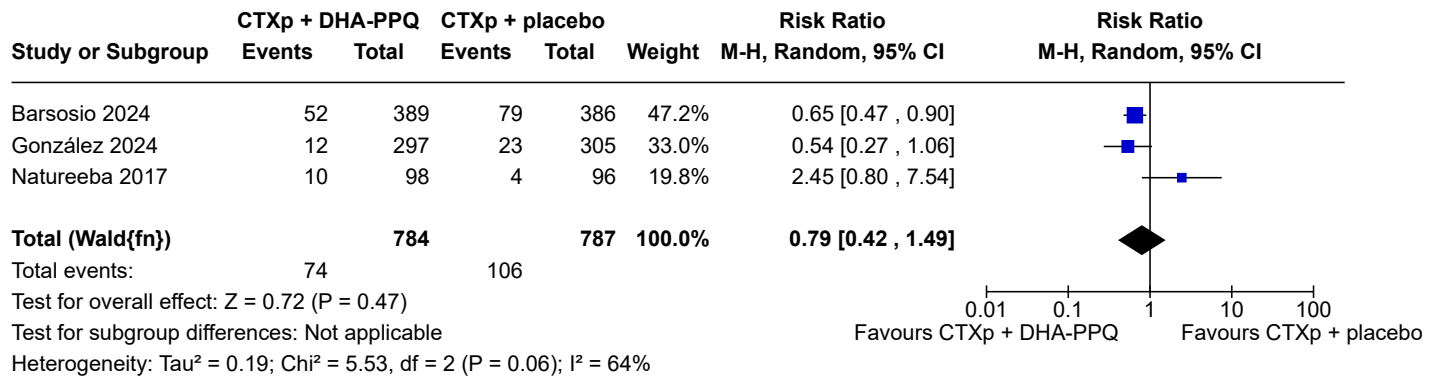 CTXp + DHA-PPQ CTXp + placebo Risk Ratio Risk Ratio
Study or Subgroup Events Total Events Total Weight M-H, Random, 95% CI M-H, Random, 95% CI
Barsosio 2024 52 389 79 386 47.2% 0.65 [0.47 , 0.90]
González 2024 12 297 23 305 33.0% 0.54 [0.27 , 1.06]
Natureeba 2017 10 98 4 96 19.8% 2.45 [0.80 , 7.54]
Total (Wald{fn}) 784 787 100.0% 0.79 [0.42 , 1.49]
Total events: 74 106
Test for overall effect: Z = 0.72 (P = 0.47)
Test for subgroup differences: Not applicable
Heterogeneity: Tau² = 0.19; Chi² = 5.53, df = 2 (P = 0.06); I² = 64%
0.01 0.1 1 10 100
Favours CTXp + DHA-PPQ Favours CTXp + placebo